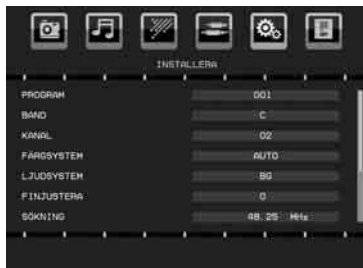 INSTALLERA
PROGRAM 001
BAND C
KANAL 02
FÄRGSYSTEM AUTO
LJUDSYSTEM BG
FINJUSTERA 0
SÖKNING 48.25 MHz